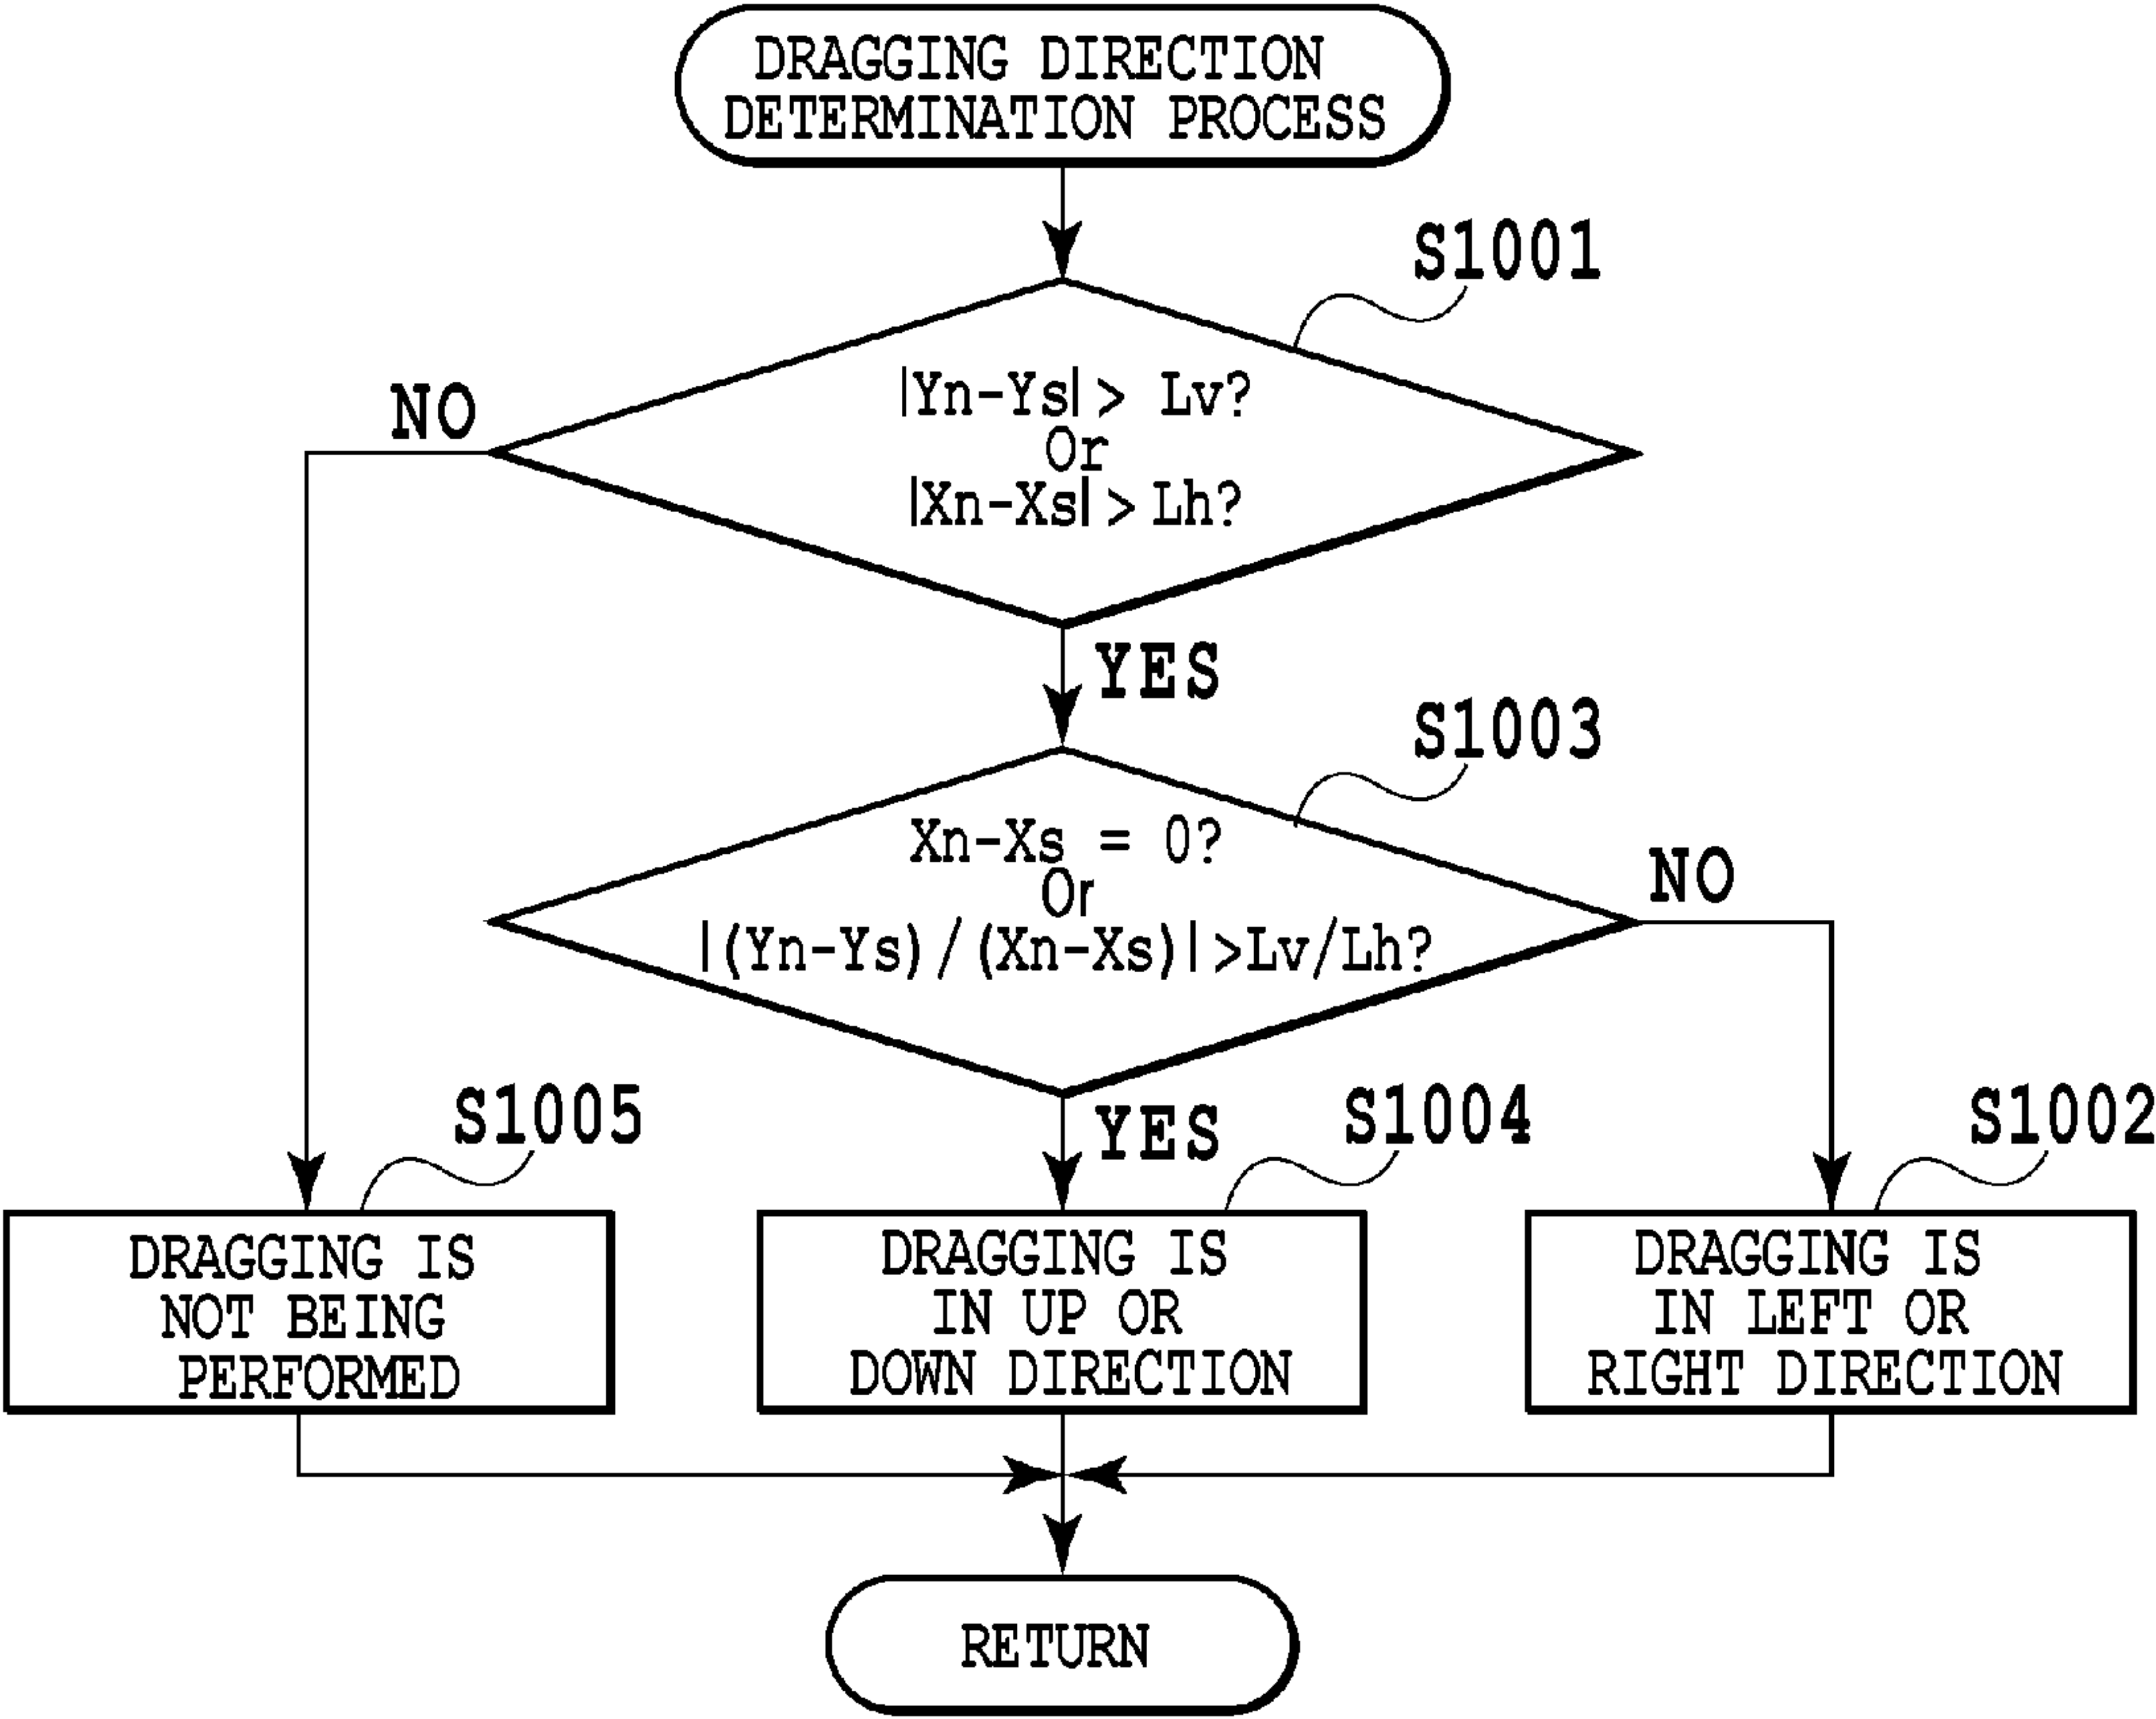 DRAGGING DIRECTION
DETERMINATION PROCESS
S1001
|Yn-Ys|> Lv?
Or
|Xn-Xs|> Lh?
NO
YES
S1003
Xn-Xs = 0?
Or
|(Yn-Ys)/(Xn-Xs)|>Lv/Lh?
NO
YES
S1005
DRAGGING IS
NOT BEING
PERFORMED
S1004
DRAGGING IS
IN UP OR
DOWN DIRECTION
S1002
DRAGGING IS
IN LEFT OR
RIGHT DIRECTION
RETURN